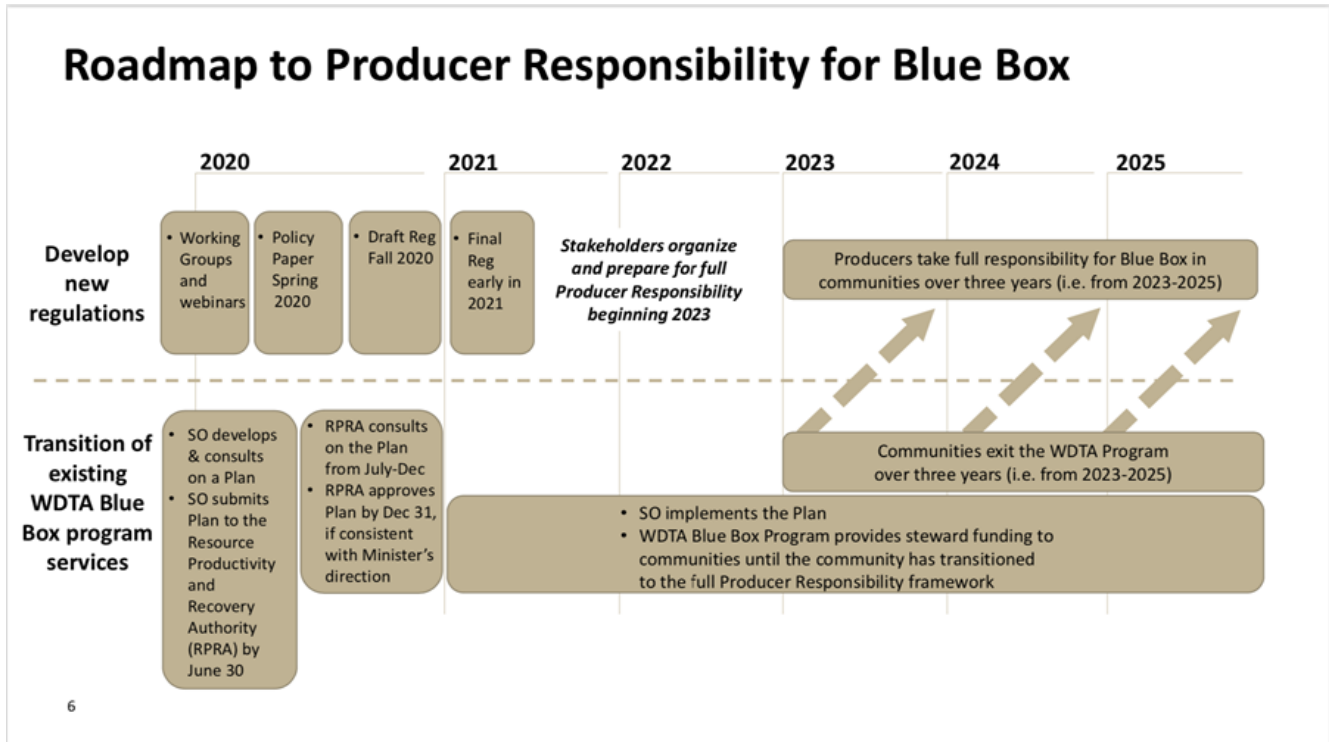 Roadmap to Producer Responsibility for Blue Box
2020
2021
2022
2023
2024
2025
Develop
new
regulations
• Working
Groups
and
webinars
• Policy
Paper
Spring
2020
• Draft Reg
Fall 2020
• Final
Reg
early in
2021
Stakeholders organize
and prepare for full
Producer Responsibility
beginning 2023
Producers take full responsibility for Blue Box in
communities over three years (i.e. from 2023-2025)
Transition of
existing
WDTA Blue
Box program
services
• SO develops
& consults
on a Plan
• SO submits
Plan to the
Resource
Productivity
and
Recovery
Authority
(RPRA) by
June 30
• RPRA consults
on the Plan
from July-Dec
• RPRA approves
Plan by Dec 31,
if consistent
with Minister’s
direction
Communities exit the WDTA Program
over three years (i.e. from 2023-2025)
• SO implements the Plan
• WDTA Blue Box Program provides steward funding to
communities until the community has transitioned
to the full Producer Responsibility framework
6